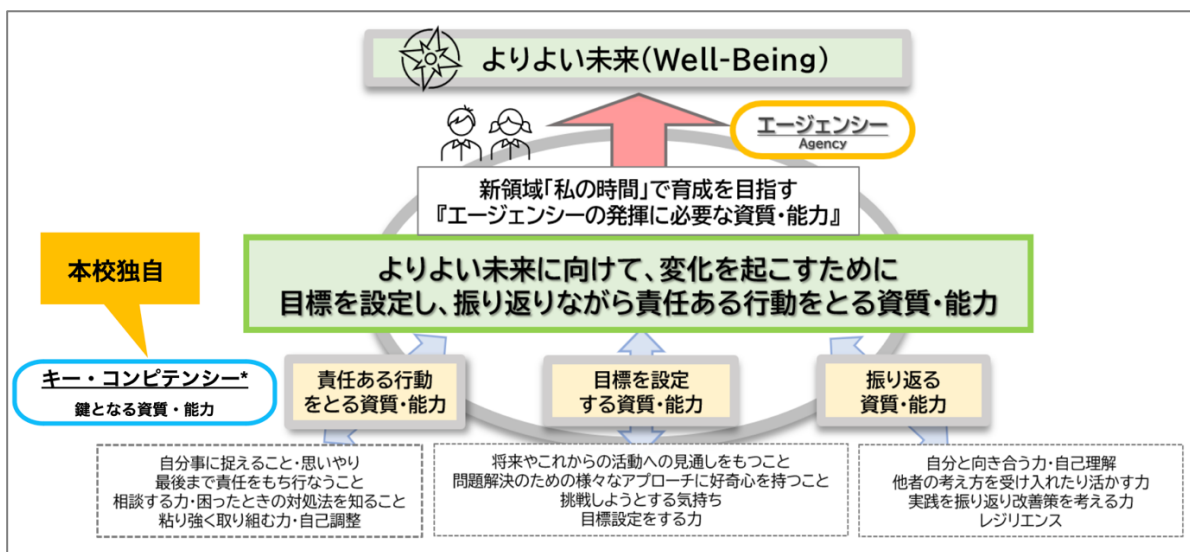 よりよい未来(Well-Being)
エージェンシー
Agency
新領域「私の時間」で育成を目指す
『エージェンシーの発揮に必要な資質・能力』
本校独自
よりよい未来に向けて、変化を起こすために
目標を設定し、振り返りながら責任ある行動をとる資質・能力
キー・コンピテンシー*
鍵となる資質・能力
責任ある行動
をとる資質・能力
目標を設定
する資質・能力
振り返る
資質・能力
自分事に捉えること・思いやり
最後まで責任をもち行なうこと
相談する力・困ったときの対処法を知ること
粘り強く取り組む力・自己調整
将来やこれからの活動への見通しをもつこと
問題解決のための様々なアプローチに好奇心を持つこと
挑戦しようとする気持ち
目標設定をする力
自分と向き合う力・自己理解
他者の考え方を受け入れたり活かす力
実践を振り返り改善策を考える力
レジリエンス